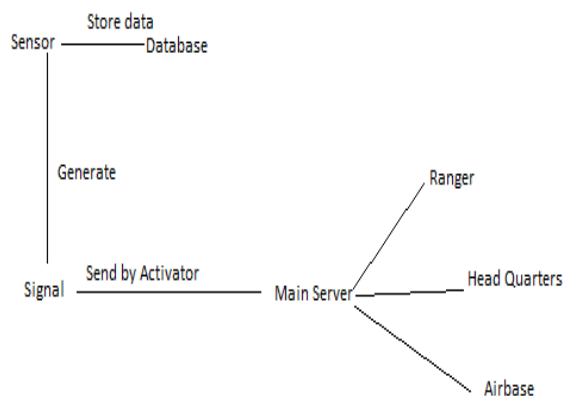 Store data
Sensor
Database
Generate
Ranger
Send by Activator
Head Quarters
Signal
Main Server
Airbase